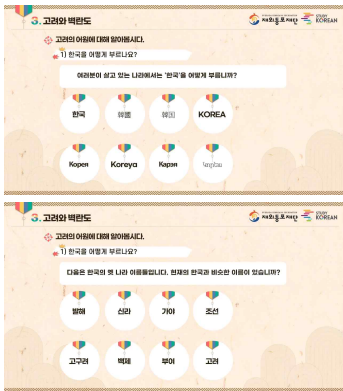 3. 고려와 벽란도
재외동포재단
STUDY KOREAN
고려의 어원에 대해 알아봅시다.
1) 한국을 어떻게 부르나요?
여러분이 살고 있는 나라에서는 '한국'을 어떻게 부릅니까?
한국 韓國 韓国 KOREA
Корея Koreya Карэя
3. 고려와 벽란도
재외동포재단
STUDY KOREAN
고려의 어원에 대해 알아봅시다.
1) 한국을 어떻게 부르나요?
다음은 한국의 옛 나라 이름들입니다. 현재의 한국과 비슷한 이름이 있습니까?
발해 신라 가야 조선
고구려 백제 부여 고려